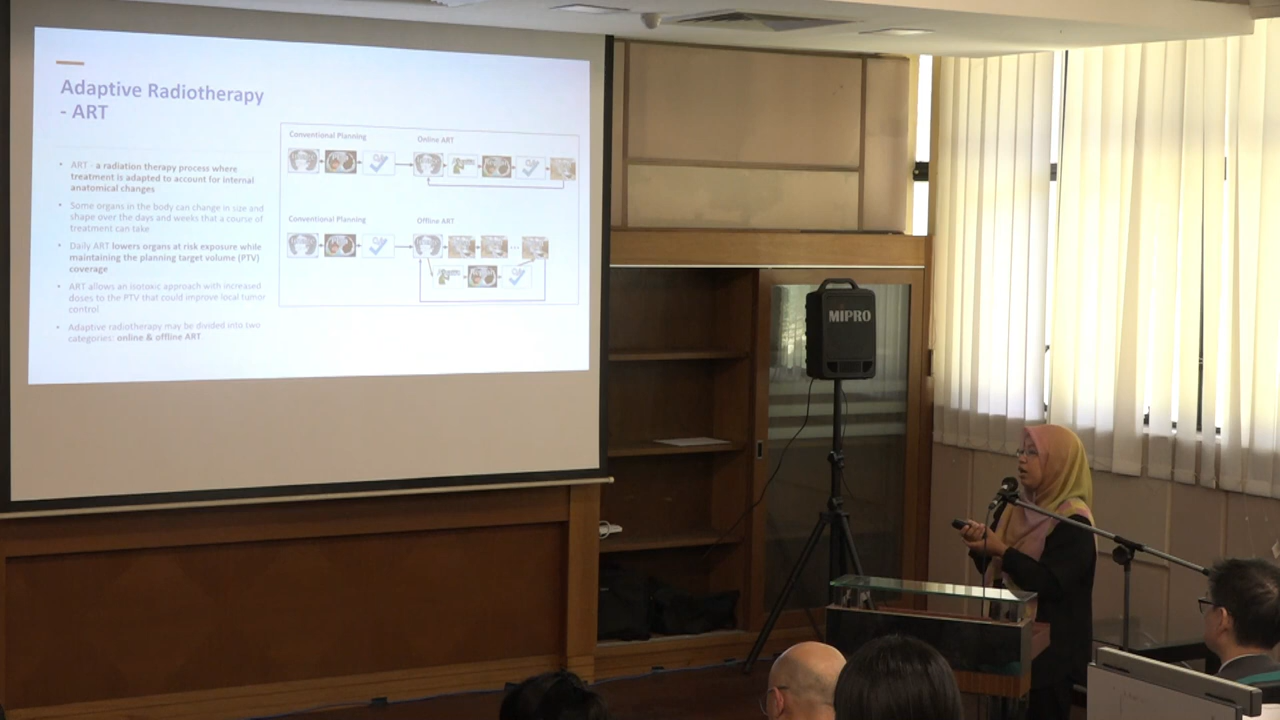 Adaptive Radiotherapy
- ART
• ART - a radiation therapy process where
treatment is adapted to account for internal
anatomical changes
• Some organs in the body can change in size and
shape over the days and weeks that a course of
treatment can take
• Daily ART lowers organs at risk exposure while
maintaining the planning target volume (PTV)
coverage
• ART allows an isotoxic approach with increased
doses to the PTV that could improve local tumor
control
• Adaptive radiotherapy may be divided into two
categories: online & offline ART
Conventional Planning
Online ART
Conventional Planning
Offline ART
MIPRO